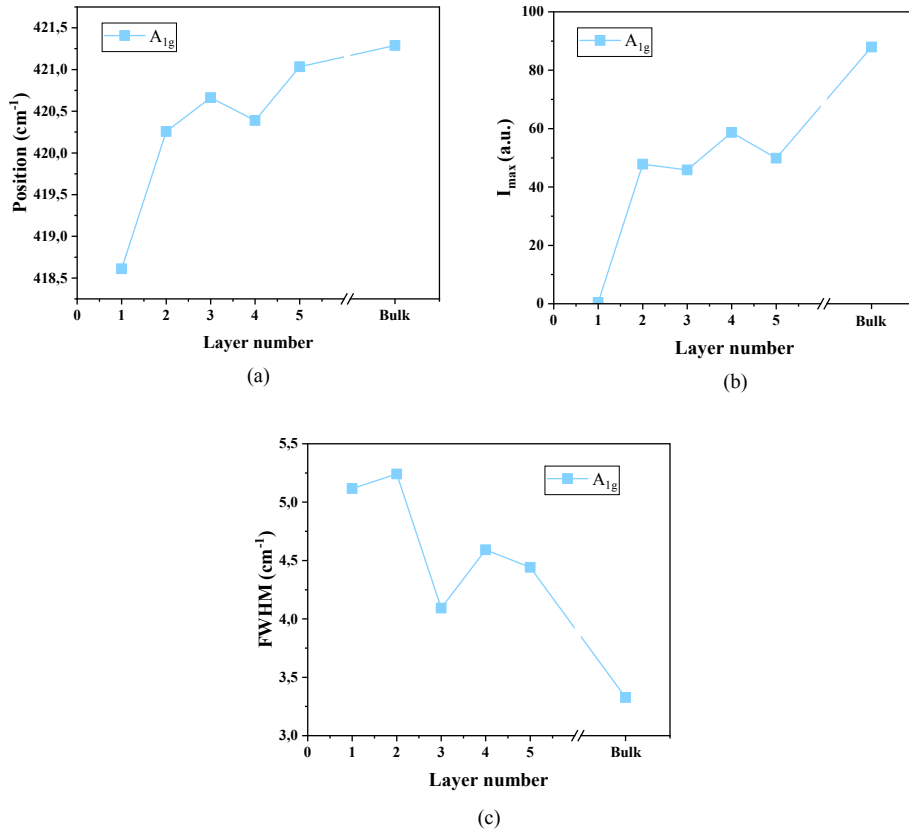 A1g
421,5
421,0
420,5
420,0
419,5
419,0
418,5
Position (cm-1)
0 1 2 3 4 5 Bulk
Layer number
(a)
A1g
100
80
60
40
20
0
Imax (a.u.)
0 1 2 3 4 5 Bulk
Layer number
(b)
A1g
5,5
5,0
4,5
4,0
3,5
3,0
FWHM (cm-1)
0 1 2 3 4 5 Bulk
Layer number
(c)